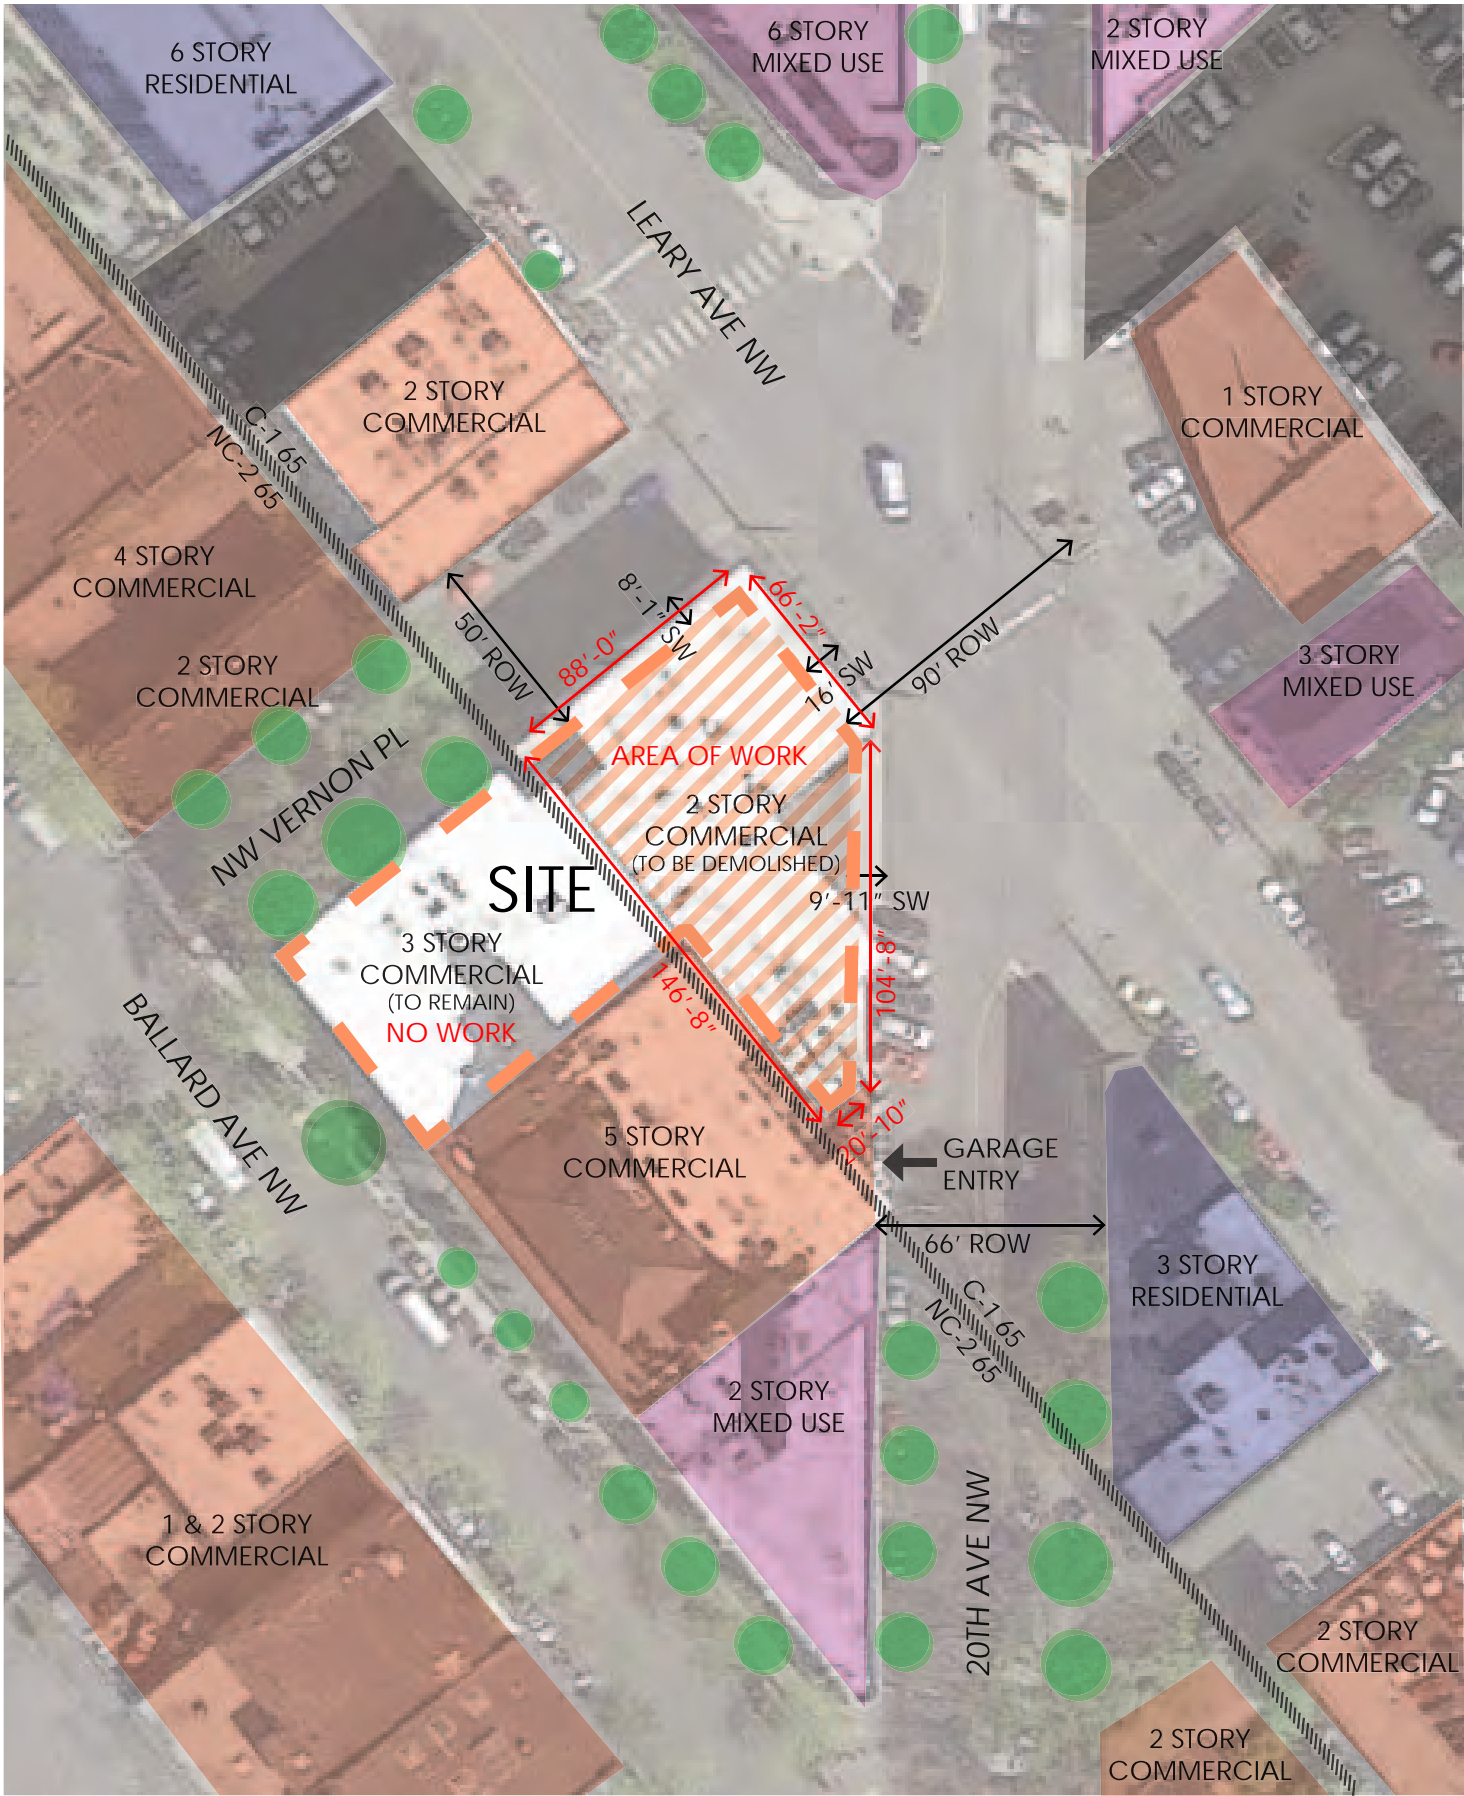 6 STORY
RESIDENTIAL
6 STORY
MIXED USE
2 STORY
MIXED USE
LEARY AVE NW
2 STORY
COMMERCIAL
1 STORY
COMMERCIAL
C-1 65
NC-2 65
4 STORY
COMMERCIAL
2 STORY
COMMERCIAL
50' ROW
8'-1" SW
88'-0"
66'-2"
16' SW
90' ROW
3 STORY
MIXED USE
NW VERNON PL
AREA OF WORK
2 STORY
COMMERCIAL
(TO BE DEMOLISHED)
SITE
9'-11" SW
3 STORY
COMMERCIAL
(TO REMAIN)
NO WORK
146'-8"
104'-8"
BALLARD AVE NW
5 STORY
COMMERCIAL
20'-10"
GARAGE
ENTRY
66' ROW
C-1 65
NC-2 65
3 STORY
RESIDENTIAL
2 STORY
MIXED USE
1 & 2 STORY
COMMERCIAL
20TH AVE NW
2 STORY
COMMERCIAL
2 STORY
COMMERCIAL